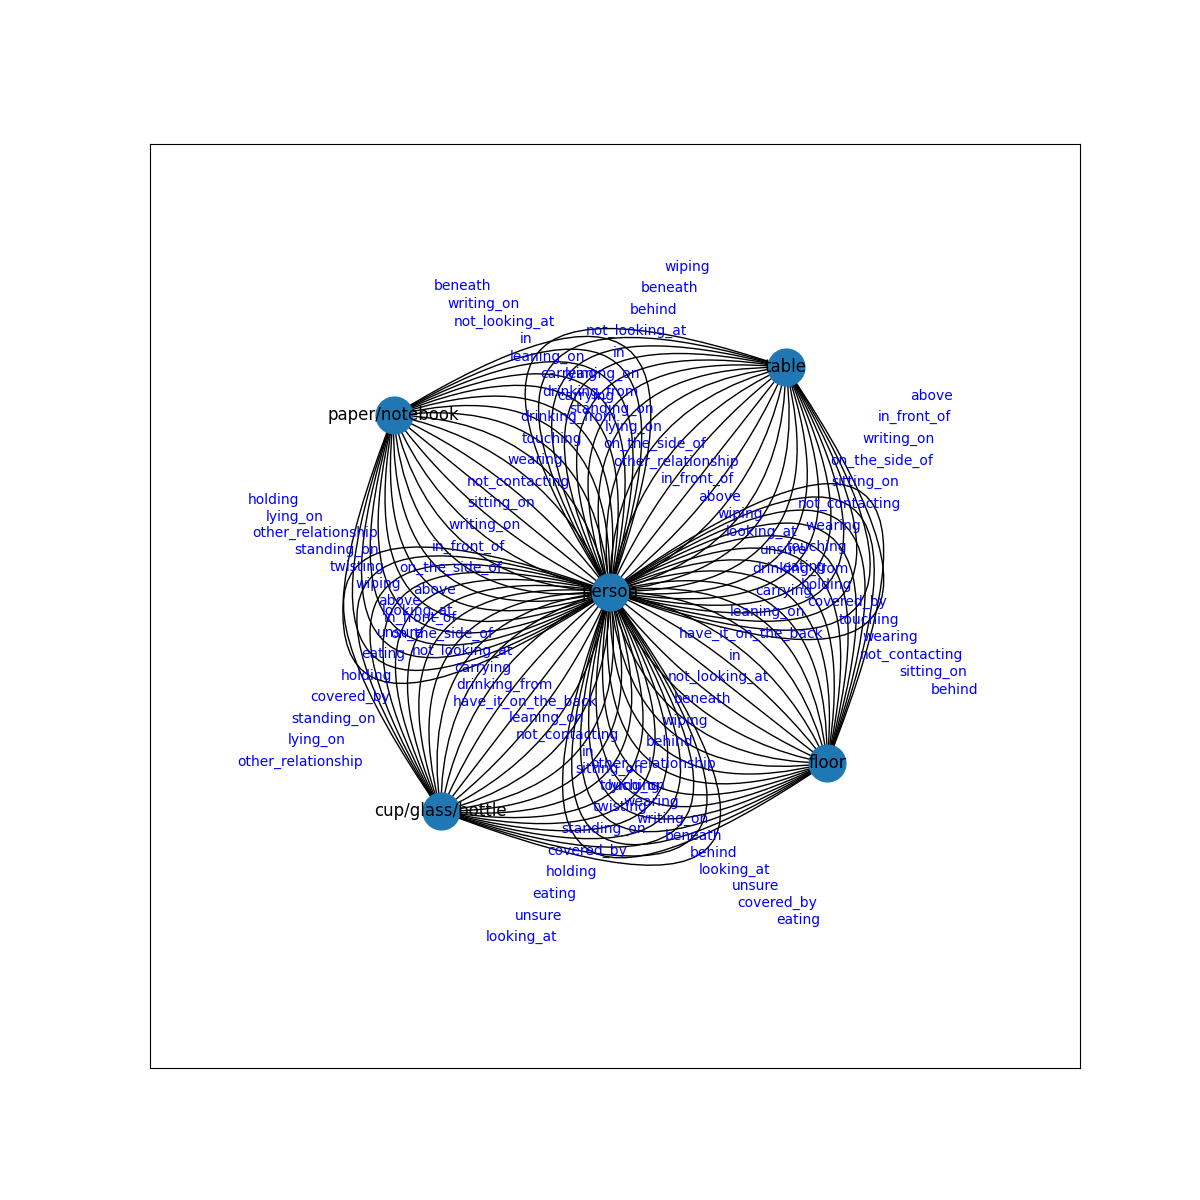 wiping
beneath
beneath
writing_on
behind
not_looking_at
not_looking_at
in
in
leaning_on
table
carrying
leaning_on
drinking_from
carrying
above
standing_on
paper/notebook
drinking_from
in_front_of
lying_on
touching
writing_on
on_the_side_of
wearing
other_relationship
on_the_side_of
in_front_of
not_contacting
sitting_on
holding
above
sitting_on
not_contacting
lying_on
wiping
writing_on
wearing
other_relationship
looking_at
in_front_of
standing_on
unsure
touching
twisting
on_the_side_of
drinking_from
eating
wiping
above
carrying
holding
person
above
covered_by
looking_at
in_front_of
leaning_on
touching
unsure
on_the_side_of
have_it_on_the_back
wearing
eating
not_looking_at
in
not_contacting
carrying
sitting_on
holding
not_looking_at
drinking_from
behind
covered_by
have_it_on_the_back
beneath
standing_on
leaning_on
wiping
lying_on
not_contacting
behind
in
other_relationship
other_relationship
floor
sitting_on
touching
lying_on
cup/glass/bottle
twisting
wearing
writing_on
standing_on
beneath
covered_by
behind
holding
looking_at
eating
unsure
unsure
covered_by
looking_at
eating